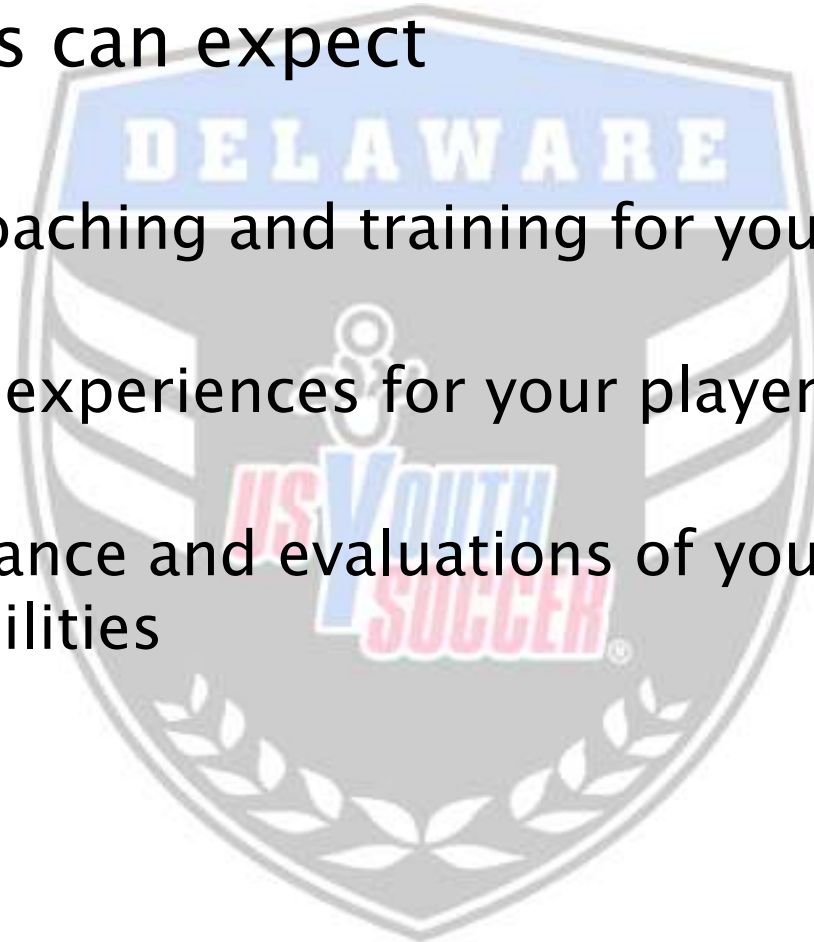 s can expect
DELAWARE
oaching and training for you
experiences for your player
US YOUTH
ance and evaluations of you
SOCCER®
ilities